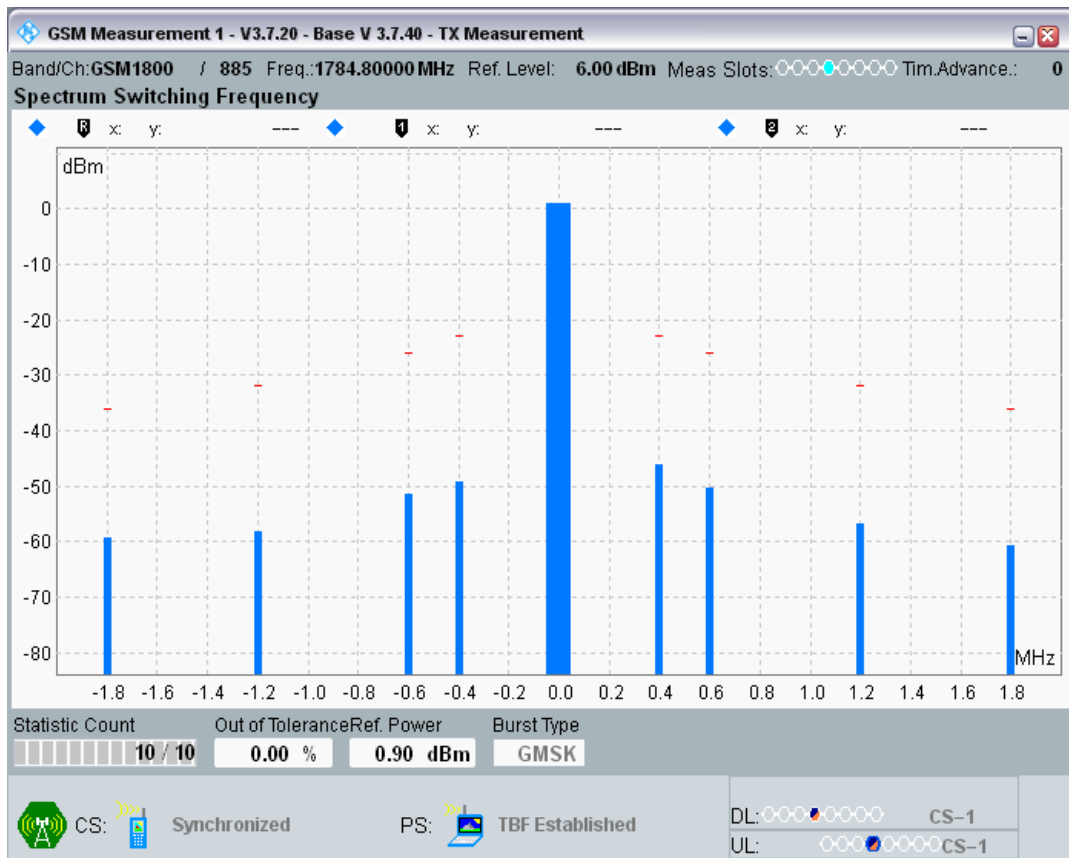 GSM Measurement 1 - V3.7.20 - Base V 3.7.40 - TX Measurement
Band/Ch:GSM1800 / 885 Freq.:1784.80000 MHz Ref. Level: 6.00 dBm Meas Slots: Tim.Advance.: 0
Spectrum Switching Frequency
R x: y: --- 1 x: y: --- 2 x: y: ---
dBm
0
-10
-20
-30
-40
-50
-60
-70
-80
MHz
-1.8 -1.6 -1.4 -1.2 -1.0 -0.8 -0.6 -0.4 -0.2 0.0 0.2 0.4 0.6 0.8 1.0 1.2 1.4 1.6 1.8
Statistic Count Out of Tolerance Ref. Power Burst Type
10 / 10 0.00 % 0.90 dBm GMSK
CS: Synchronized PS: TBF Established
DL: CS-1
UL: CS-1